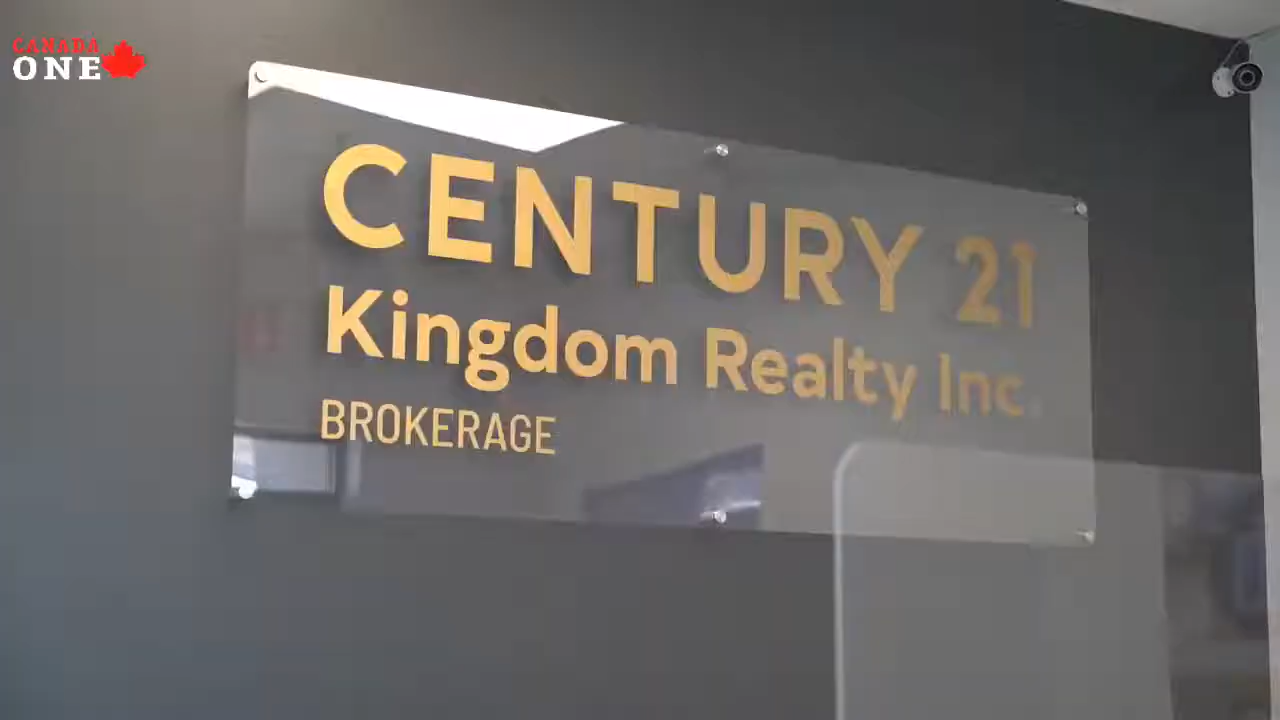 CANADA
ONE
CENTURY 21
Kingdom Realty Inc.
BROKERAGE